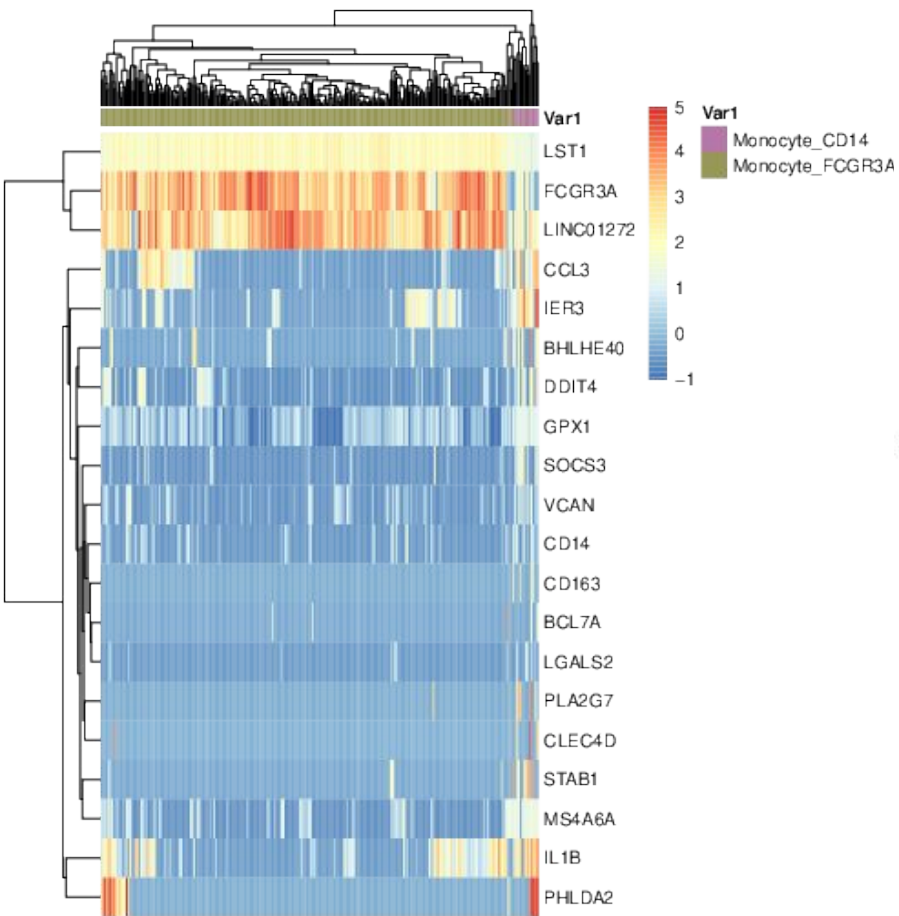 Var1
LST1
FCGR3A
LINC01272
CCL3
IER3
BHLHE40
DDIT4
GPX1
SOCS3
VCAN
CD14
CD163
BCL7A
LGALS2
PLA2G7
CLEC4D
STAB1
MS4A6A
IL1B
PHLDA2
5
4
3
2
1
0
−1
Var1
Monocyte_CD14
Monocyte_FCGR3A